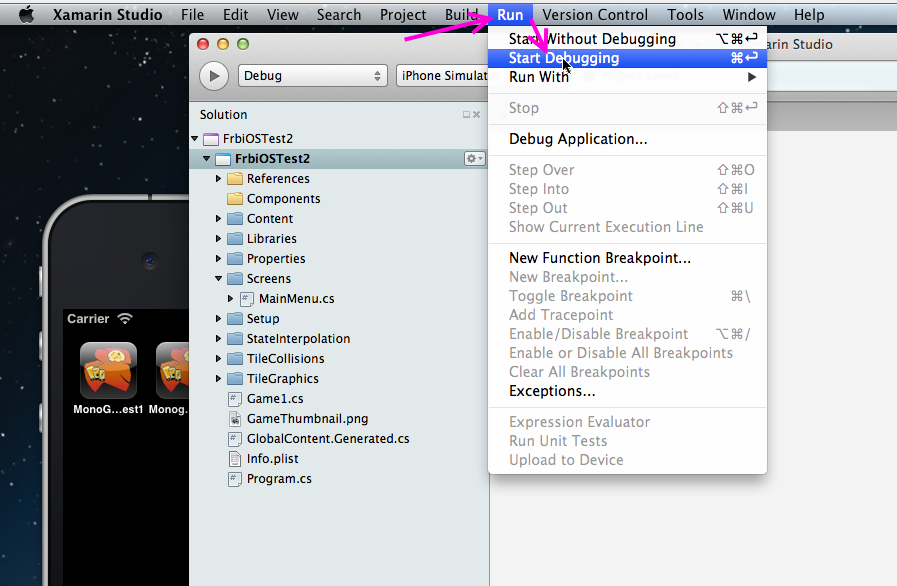 Xamarin Studio File Edit View Search Project Build Run Version Control Tools Window Help
Debug
iPhone Simulat
arin Studio
Solution
FrbiOSTest2
FrbiOSTest2
References
Components
Content
Libraries
Properties
Screens
MainMenu.cs
Setup
StateInterpolation
TileCollisions
TileGraphics
Game1.cs
GameThumbnail.png
GlobalContent.Generated.cs
Info.plist
Program.cs
Start Without Debugging ⌥⌘↩
Start Debugging ⌘↩
Run With
Stop ⇧⌘↩
Debug Application...
Step Over ⇧⌘O
Step Into ⇧⌘I
Step Out ⇧⌘U
Show Current Execution Line
New Function Breakpoint...
New Breakpoint...
Toggle Breakpoint ⌘\
Add Tracepoint
Enable/Disable Breakpoint ⌥⌘/
Enable or Disable All Breakpoints
Clear All Breakpoints
Exceptions...
Expression Evaluator
Run Unit Tests
Upload to Device
Carrier
MonoG...est1 Monog